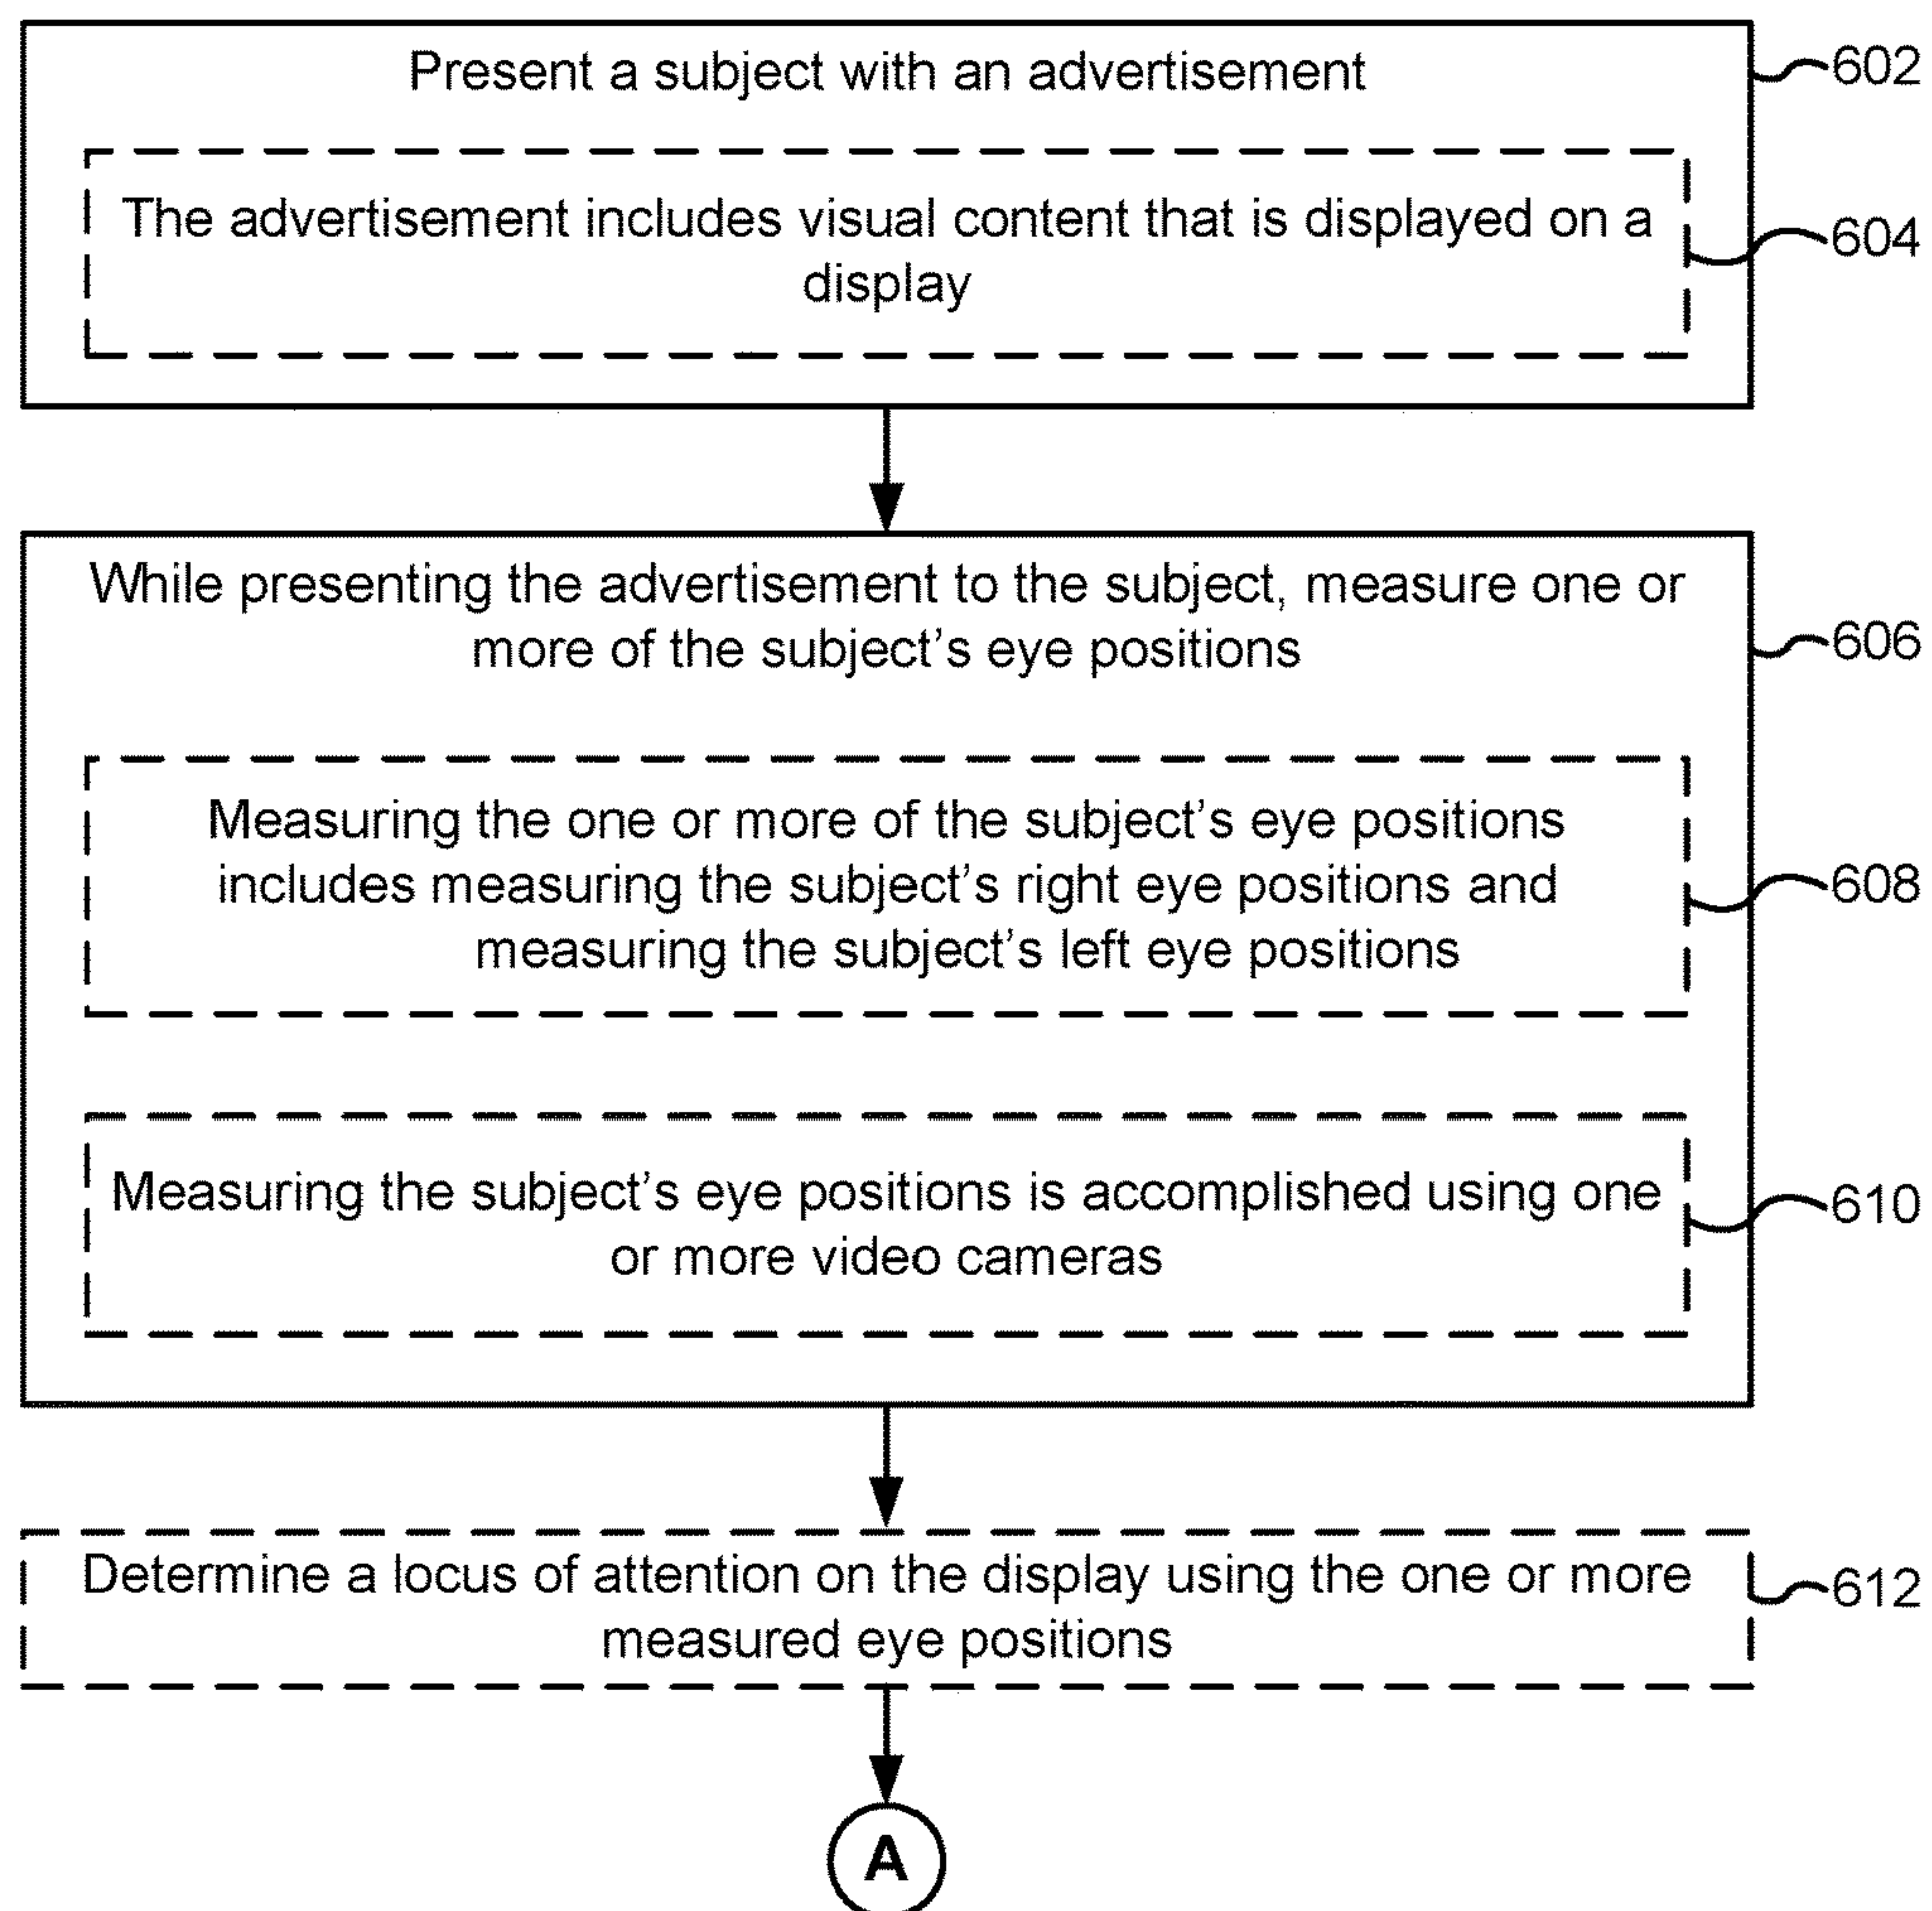 Present a subject with an advertisement
602
The advertisement includes visual content that is displayed on a
display
604
While presenting the advertisement to the subject, measure one or
more of the subject's eye positions
606
Measuring the one or more of the subject's eye positions
includes measuring the subject's right eye positions and
measuring the subject's left eye positions
608
Measuring the subject's eye positions is accomplished using one
or more video cameras
610
Determine a locus of attention on the display using the one or more
measured eye positions
612
A